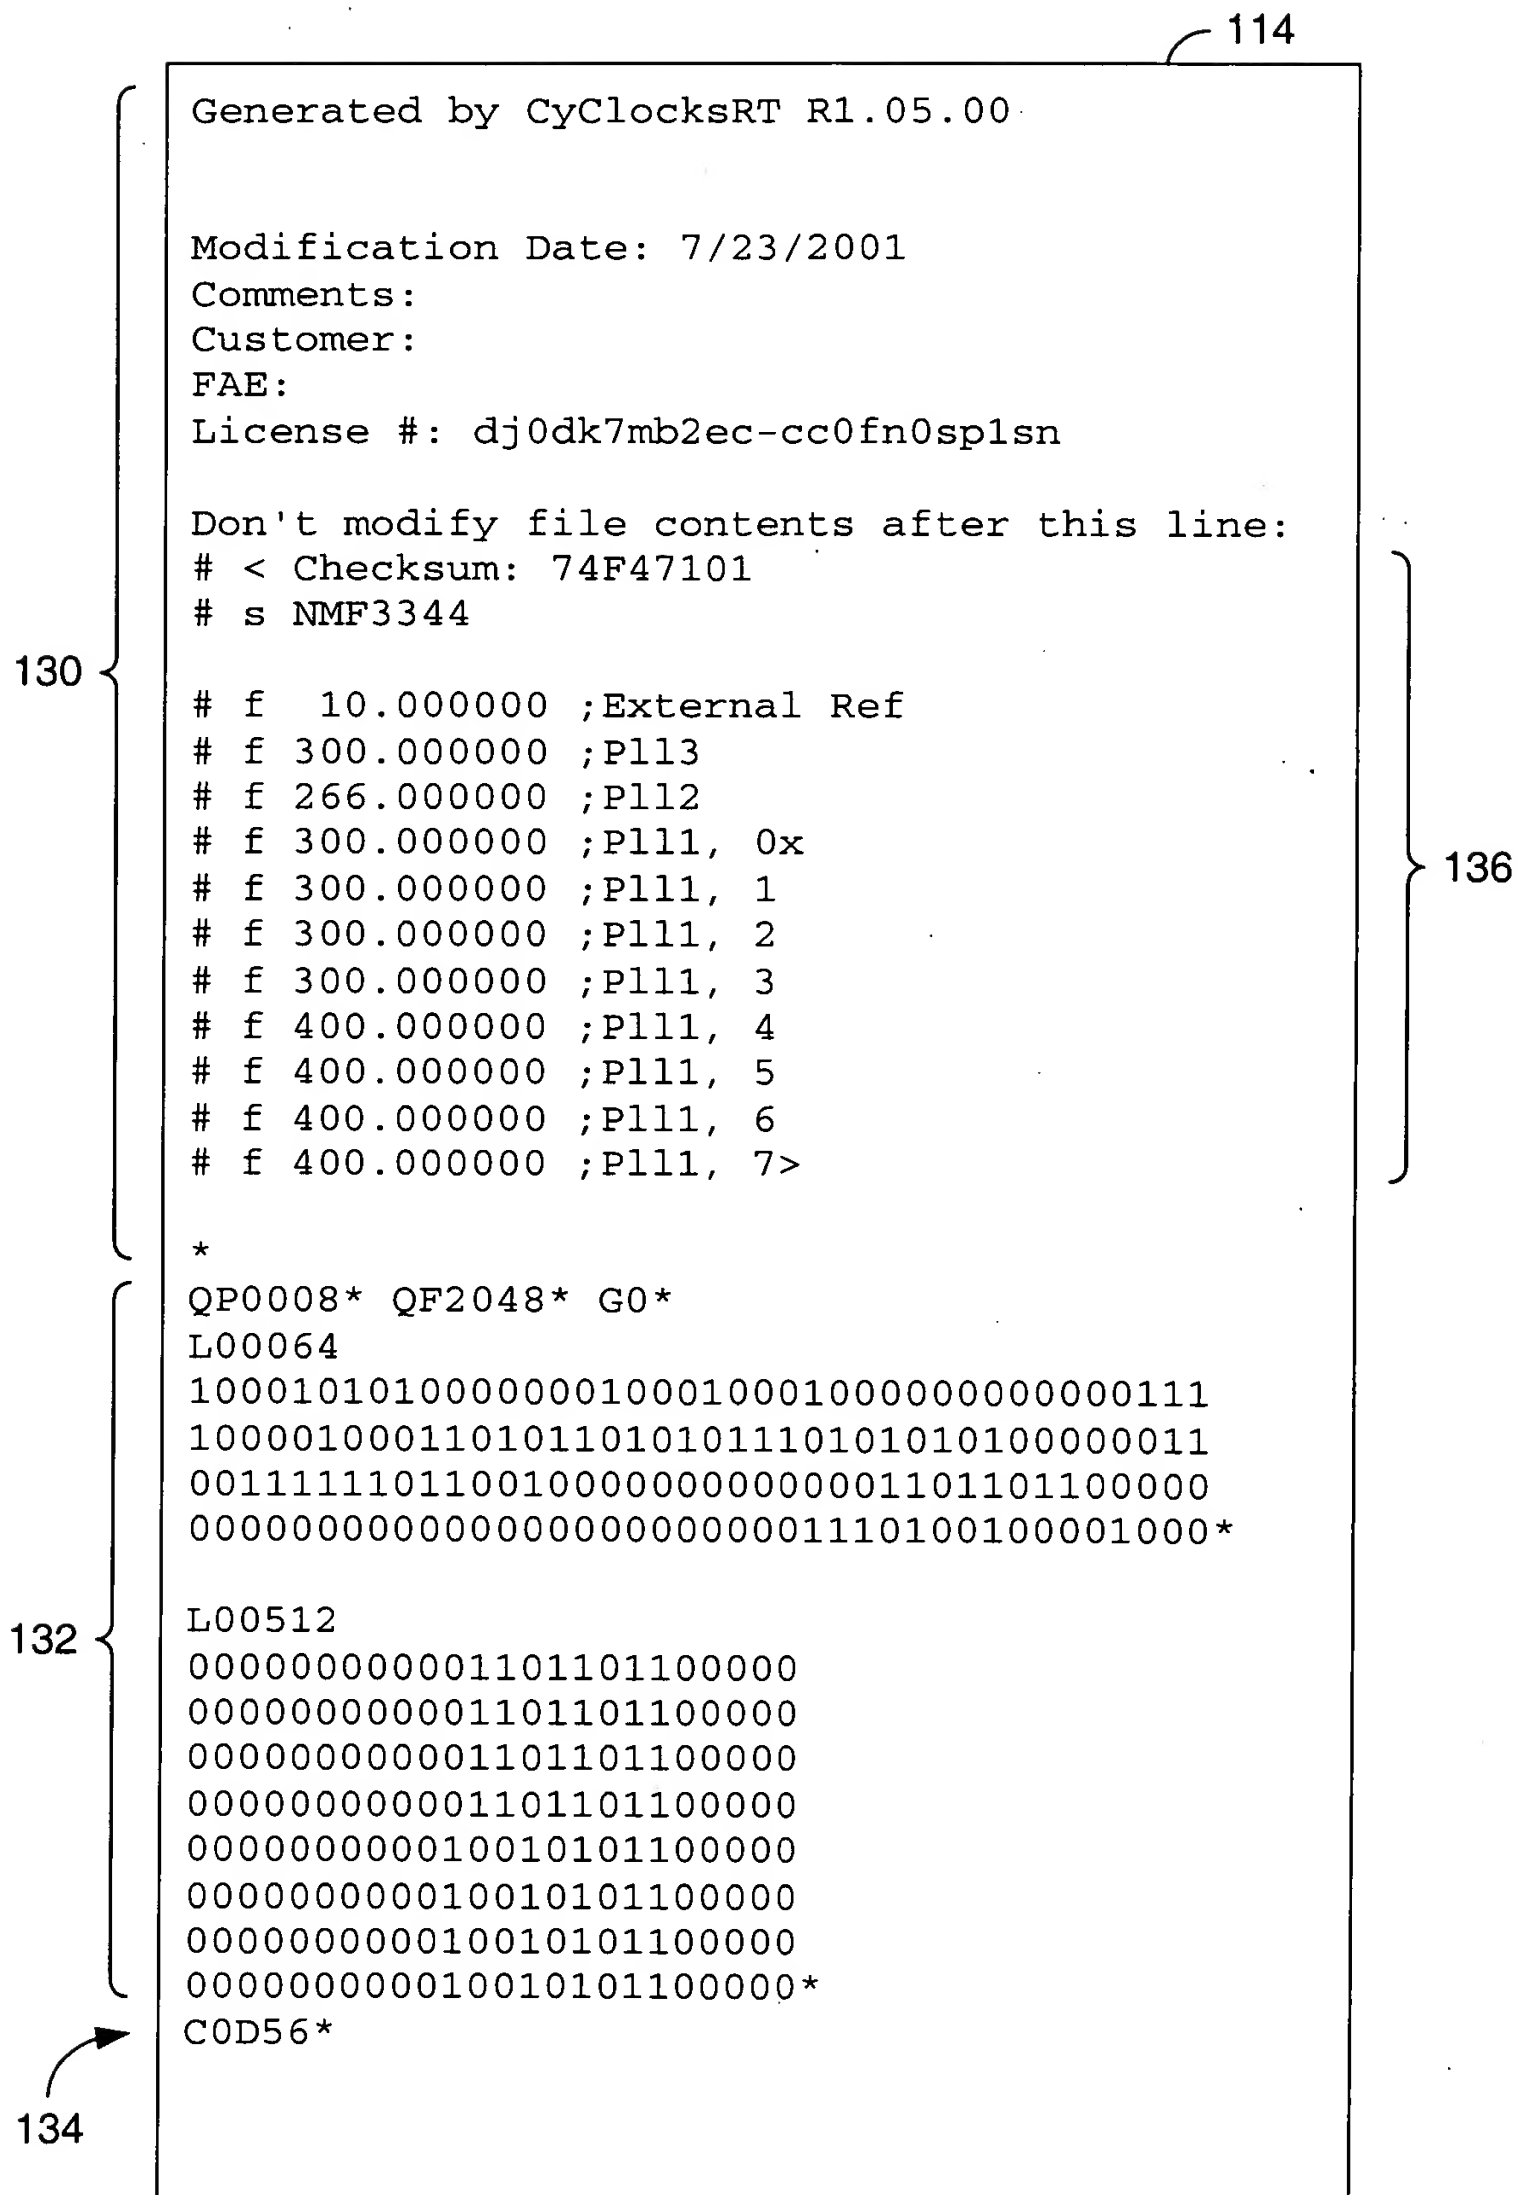 114
Generated by CyClocksRT R1.05.00
Modification Date: 7/23/2001
Comments:
Customer:
FAE:
License #: dj0dk7mb2ec-cc0fn0sp1sn
Don't modify file contents after this line:
# < Checksum: 74F47101
# s NMF3344
130
# f 10.000000 ;External Ref
# f 300.000000 ;Pll3
# f 266.000000 ;Pll2
# f 300.000000 ;Pll1, 0x
136
# f 300.000000 ;Pll1, 1
# f 300.000000 ;Pll1, 2
# f 300.000000 ;Pll1, 3
# f 400.000000 ;Pll1, 4
# f 400.000000 ;Pll1, 5
# f 400.000000 ;Pll1, 6
# f 400.000000 ;Pll1, 7>
*
QP0008* QF2048* G0*
L00064
1000101010000000100010001000000000000111
1000010001101011010101110101010100000011
0011111101100100000000000001101101100000
0000000000000000000000001110100100001000*
L00512
132
000000000001101101100000
000000000001101101100000
000000000001101101100000
000000000001101101100000
000000000010010101100000
000000000010010101100000
000000000010010101100000
000000000010010101100000*
C0D56*
134